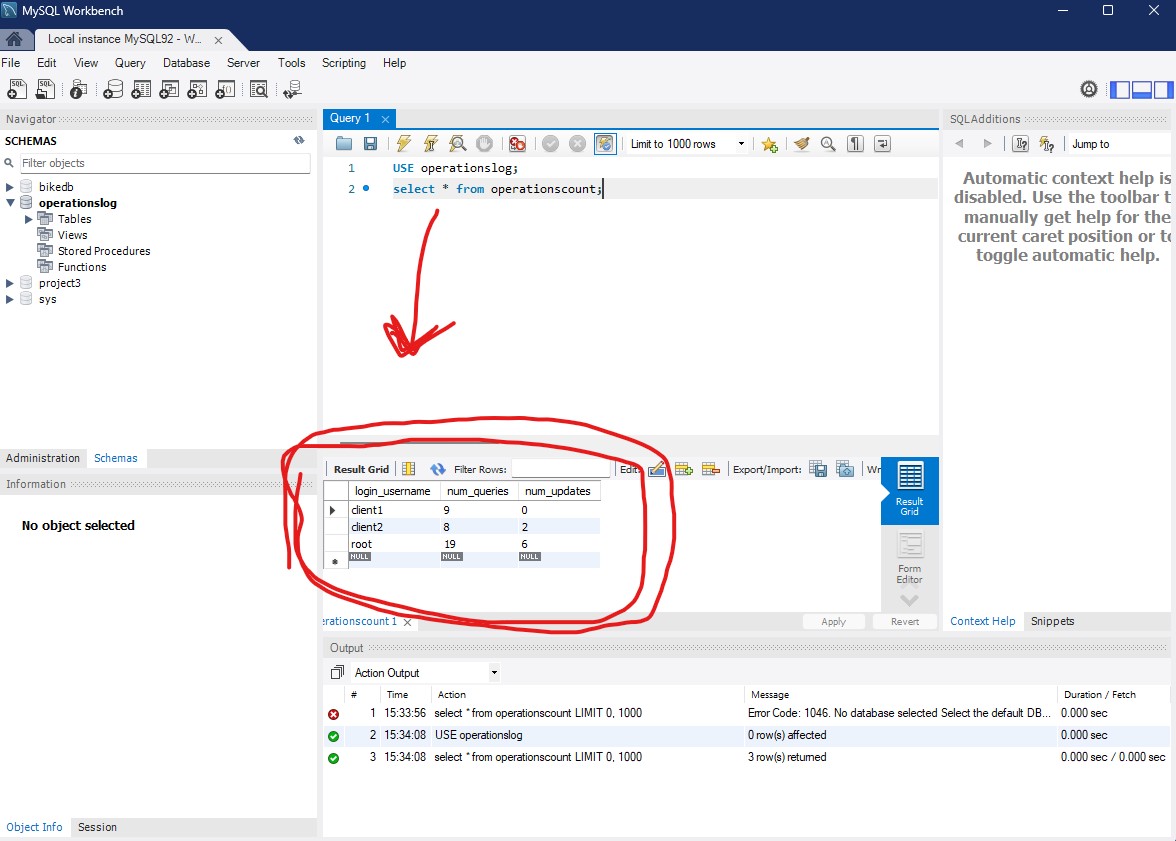 MySQL Workbench
Local instance MySQL92 - W... ×
File Edit View Query Database Server Tools Scripting Help
Navigator
SCHEMAS
Filter objects
bikedb
operationslog
Tables
Views
Stored Procedures
Functions
project3
sys
Administration Schemas
Information
No object selected
Object Info Session
Query 1 ×
Limit to 1000 rows
1 USE operationslog;
2 select * from operationscount;
Result Grid Filter Rows: Edit: Export/Import: Wr
login_username num_queries num_updates
client1 9 0
client2 8 2
root 19 6
NULL NULL NULL
Result
Grid
Form
Editor
erationscount 1 ×
Apply Revert
SQLAdditions
Jump to
Automatic context help is
disabled. Use the toolbar t
manually get help for the
current caret position or to
toggle automatic help.
Context Help Snippets
Output
Action Output
# Time Action Message Duration / Fetch
1 15:33:56 select * from operationscount LIMIT 0, 1000 Error Code: 1046. No database selected Select the default DB... 0.000 sec
2 15:34:08 USE operationslog 0 row(s) affected 0.000 sec
3 15:34:08 select * from operationscount LIMIT 0, 1000 3 row(s) returned 0.000 sec / 0.000 sec